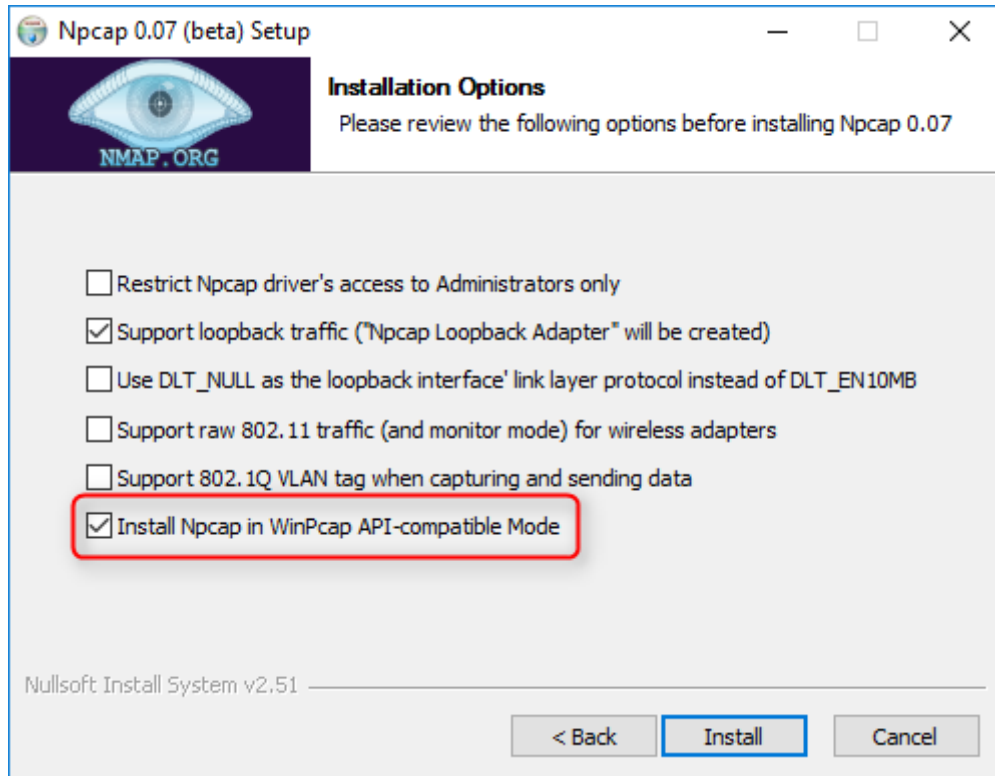 Npcap 0.07 (beta) Setup
Installation Options
Please review the following options before installing Npcap 0.07
NMAP.ORG
Restrict Npcap driver's access to Administrators only
Support loopback traffic ("Npcap Loopback Adapter" will be created)
Use DLT_NULL as the loopback interface' link layer protocol instead of DLT_EN10MB
Support raw 802.11 traffic (and monitor mode) for wireless adapters
Support 802.1Q VLAN tag when capturing and sending data
Install Npcap in WinPcap API-compatible Mode
Nullsoft Install System v2.51
< Back
Install
Cancel